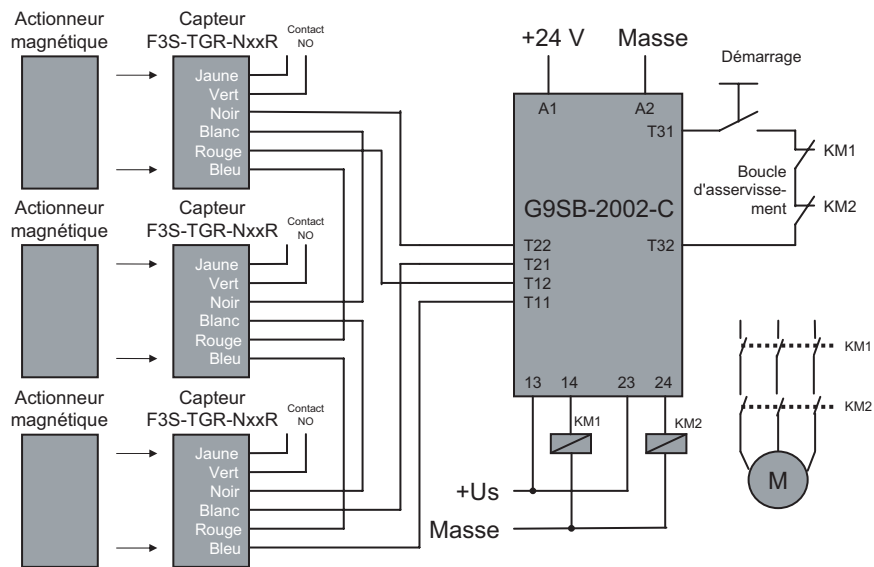 Actionneur
magnétique
Capteur
F3S-TGR-NxxR
Contact
NO
Jaune
Vert
Noir
Blanc
Rouge
Bleu
Actionneur
magnétique
Capteur
F3S-TGR-NxxR
Contact
NO
Jaune
Vert
Noir
Blanc
Rouge
Bleu
Actionneur
magnétique
Capteur
F3S-TGR-NxxR
Contact
NO
Jaune
Vert
Noir
Blanc
Rouge
Bleu
+24 V
Masse
A1
A2
T31
G9SB-2002-C
T22
T21
T12
T11
T32
13
14
23
24
KM1
KM2
+Us
Masse
Démarrage
KM1
Boucle
d'asservisse-
ment
KM2
KM1
KM2
M